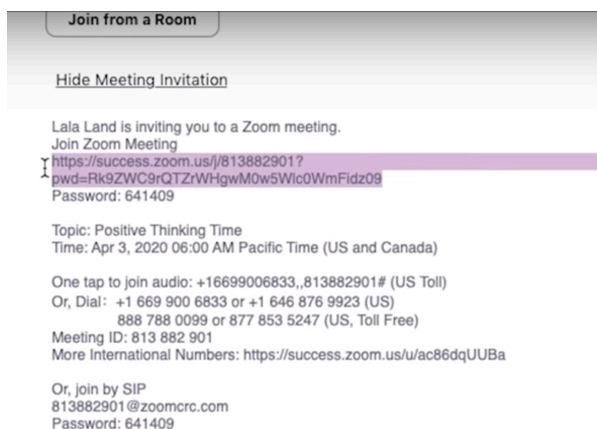 Join from a Room
Hide Meeting Invitation
Lala Land is inviting you to a Zoom meeting.
Join Zoom Meeting
https://success.zoom.us/j/813882901?
pwd=Rk9ZWC9rQTZrWHgwM0w5Wlc0WmFidz09
Password: 641409
Topic: Positive Thinking Time
Time: Apr 3, 2020 06:00 AM Pacific Time (US and Canada)
One tap to join audio: +16699006833,,813882901# (US Toll)
Or, Dial: +1 669 900 6833 or +1 646 876 9923 (US)
888 788 0099 or 877 853 5247 (US, Toll Free)
Meeting ID: 813 882 901
More International Numbers: https://success.zoom.us/u/ac86dqUUBa
Or, join by SIP
813882901@zoomcrc.com
Password: 641409